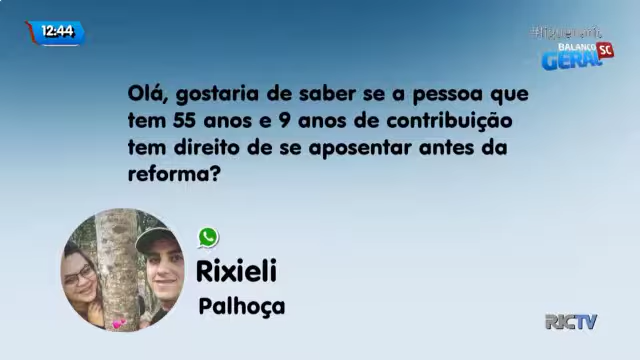 12:44
#liguenaric
BALANÇO
GERAL SC
Olá, gostaria de saber se a pessoa que
tem 55 anos e 9 anos de contribuição
tem direito de se aposentar antes da
reforma?
Rixieli
Palhoça
RICTV